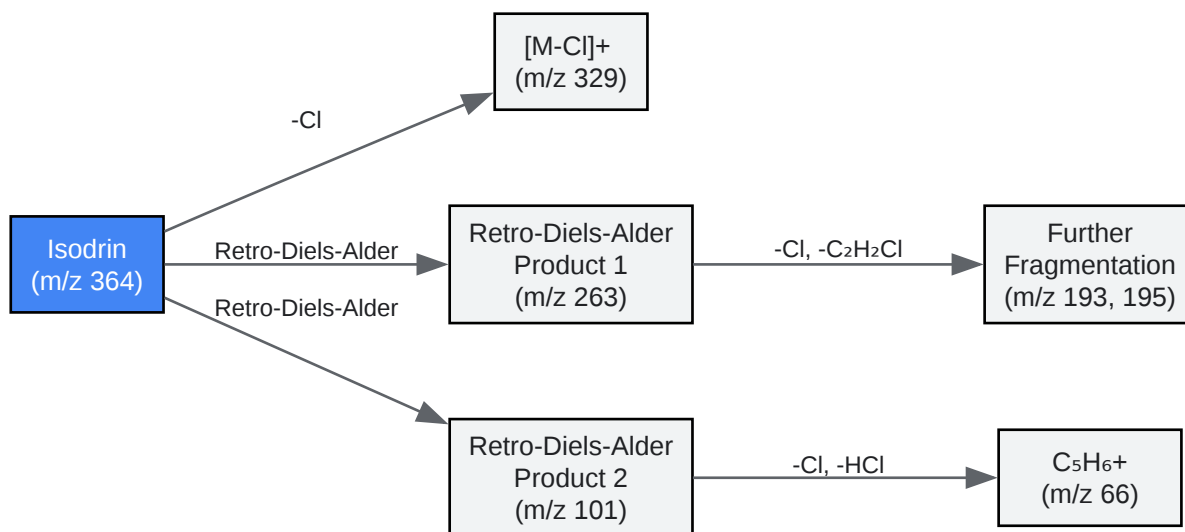 [M-Cl]+
(m/z 329)
-Cl
Isodrin
(m/z 364)
Retro-Diels-Alder
Retro-Diels-Alder
Product 1
(m/z 263)
-Cl, -C₂H₂Cl
Further
Fragmentation
(m/z 193, 195)
Retro-Diels-Alder
Retro-Diels-Alder
Product 2
(m/z 101)
-Cl, -HCl
C₅H₆+
(m/z 66)